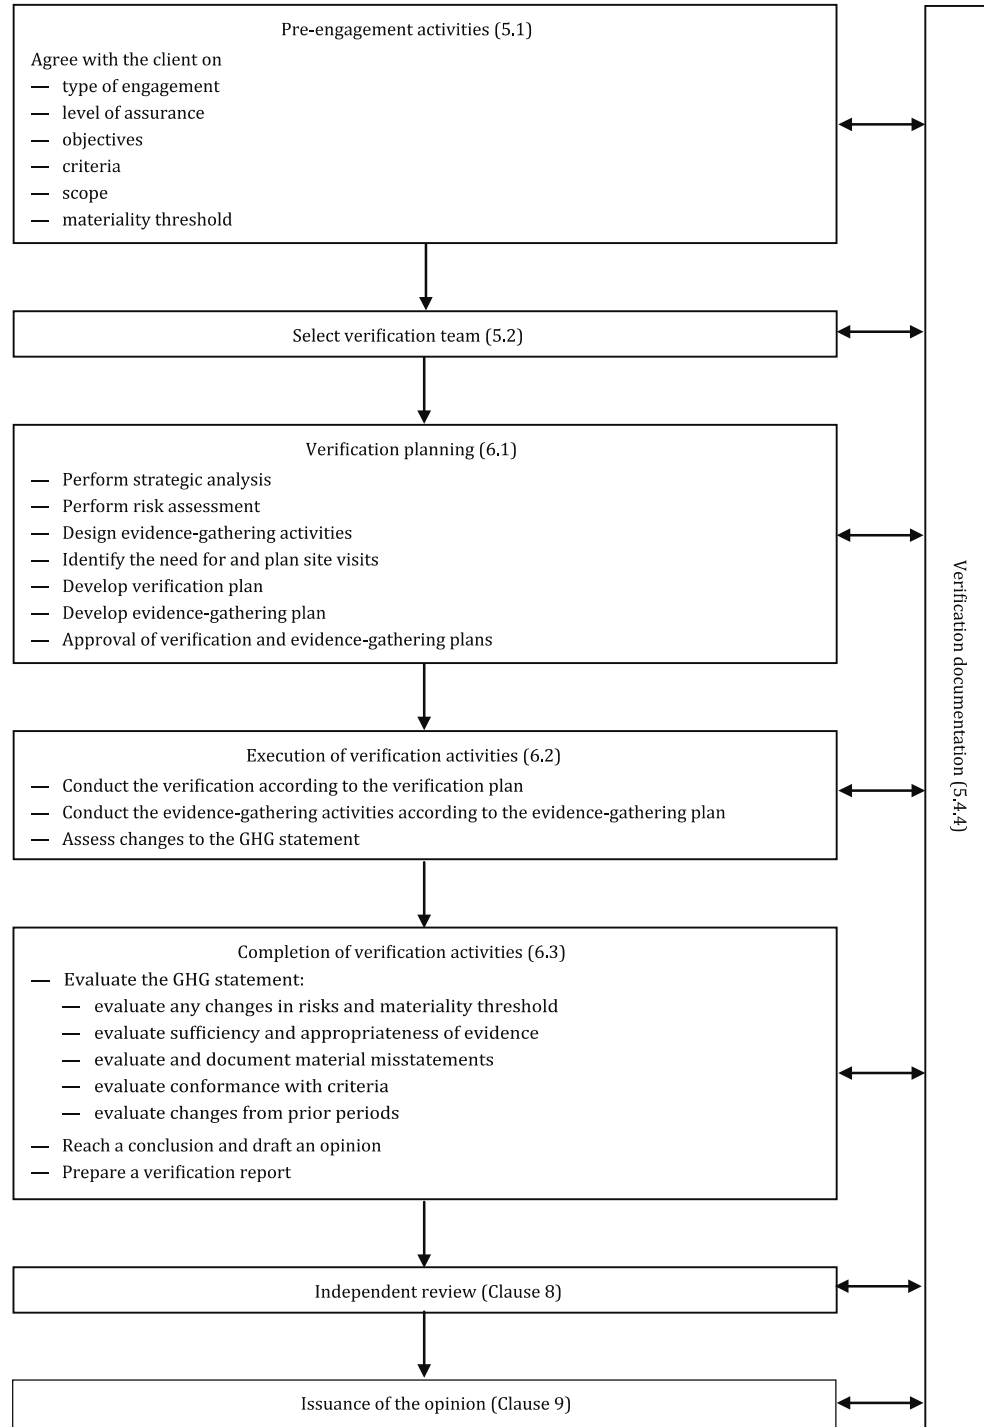 Pre-engagement activities (5.1)
Agree with the client on
— type of engagement
— level of assurance
— objectives
— criteria
— scope
— materiality threshold
Select verification team (5.2)
Verification planning (6.1)
— Perform strategic analysis
— Perform risk assessment
— Design evidence-gathering activities
— Identify the need for and plan site visits
— Develop verification plan
— Develop evidence-gathering plan
— Approval of verification and evidence-gathering plans
Execution of verification activities (6.2)
— Conduct the verification according to the verification plan
— Conduct the evidence-gathering activities according to the evidence-gathering plan
— Assess changes to the GHG statement
Completion of verification activities (6.3)
— Evaluate the GHG statement:
— evaluate any changes in risks and materiality threshold
— evaluate sufficiency and appropriateness of evidence
— evaluate and document material misstatements
— evaluate conformance with criteria
— evaluate changes from prior periods
— Reach a conclusion and draft an opinion
— Prepare a verification report
Independent review (Clause 8)
Issuance of the opinion (Clause 9)
Verification documentation (5.4.4)